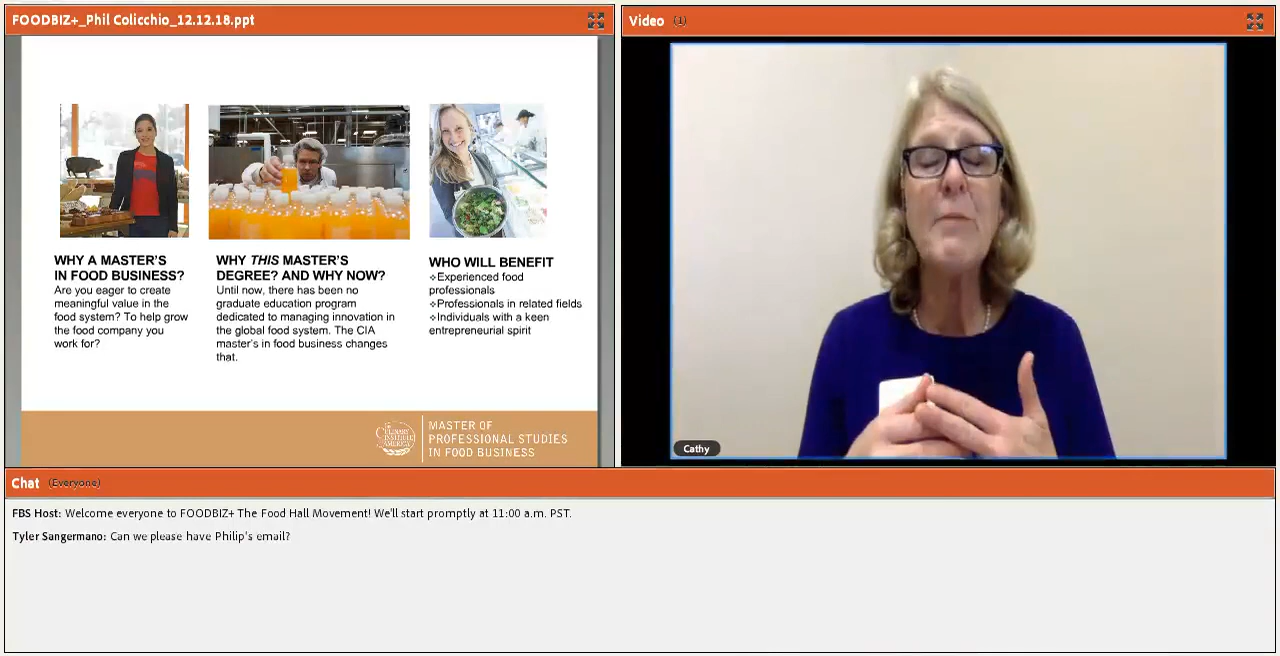 FOODBIZ+_Phil Colicchio_12.12.18.ppt
WHY A MASTER'S
IN FOOD BUSINESS?
Are you eager to create
meaningful value in the
food system? To help grow
the food company you
work for?
WHY THIS MASTER'S
DEGREE? AND WHY NOW?
Until now, there has been no
graduate education program
dedicated to managing innovation in
the global food system. The CIA
master's in food business changes
that.
WHO WILL BENEFIT
❖Experienced food
professionals
❖Professionals in related fields
❖Individuals with a keen
entrepreneurial spirit
MASTER OF
PROFESSIONAL STUDIES
IN FOOD BUSINESS
Video (1)
Cathy
Chat (Everyone)
FBS Host: Welcome everyone to FOODBIZ+ The Food Hall Movement! We'll start promptly at 11:00 a.m. PST.
Tyler Sangermano: Can we please have Philip's email?